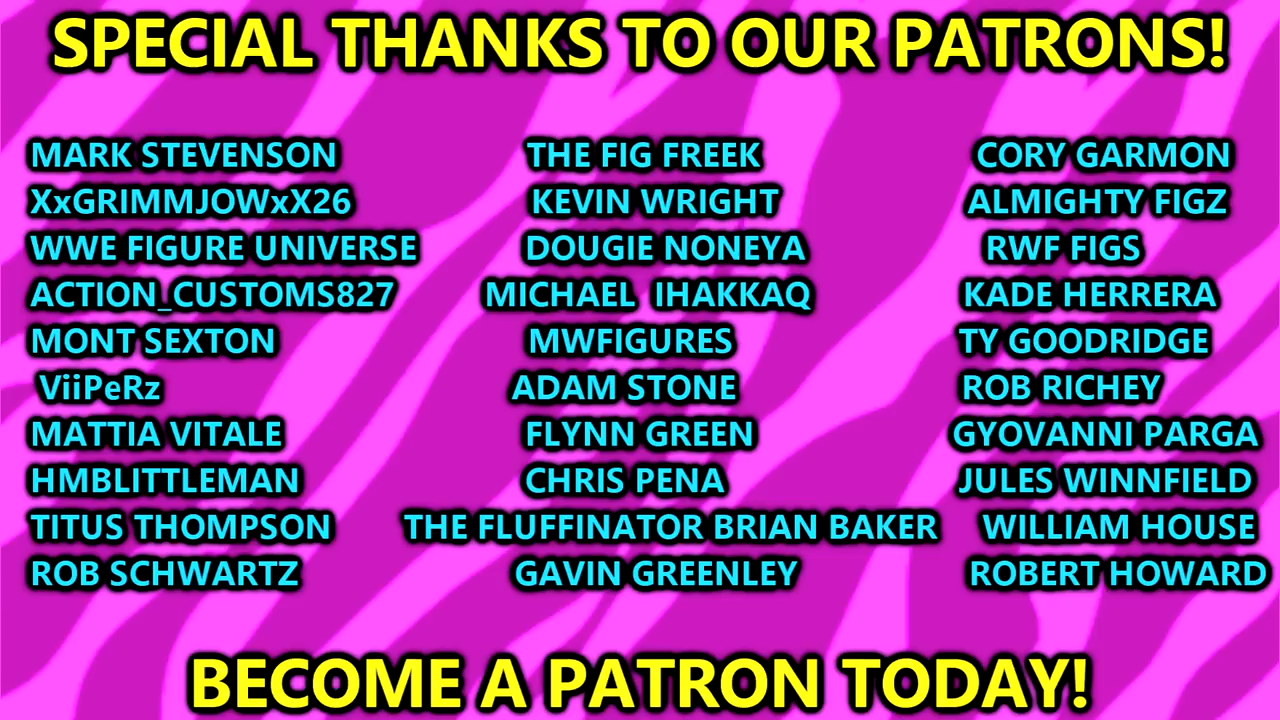 SPECIAL THANKS TO OUR PATRONS!
MARK STEVENSON THE FIG FREEK CORY GARMON
XxGRIMMJOWxX26 KEVIN WRIGHT ALMIGHTY FIGZ
WWE FIGURE UNIVERSE DOUGIE NONEYA RWF FIGS
ACTION_CUSTOMS827 MICHAEL IHAKKAQ KADE HERRERA
MONT SEXTON MWFIGURES TY GOODRIDGE
ViiPeRz ADAM STONE ROB RICHEY
MATTIA VITALE FLYNN GREEN GYOVANNI PARGA
HMBLITTLEMAN CHRIS PENA JULES WINNFIELD
TITUS THOMPSON THE FLUFFINATOR BRIAN BAKER WILLIAM HOUSE
ROB SCHWARTZ GAVIN GREENLEY ROBERT HOWARD
BECOME A PATRON TODAY!